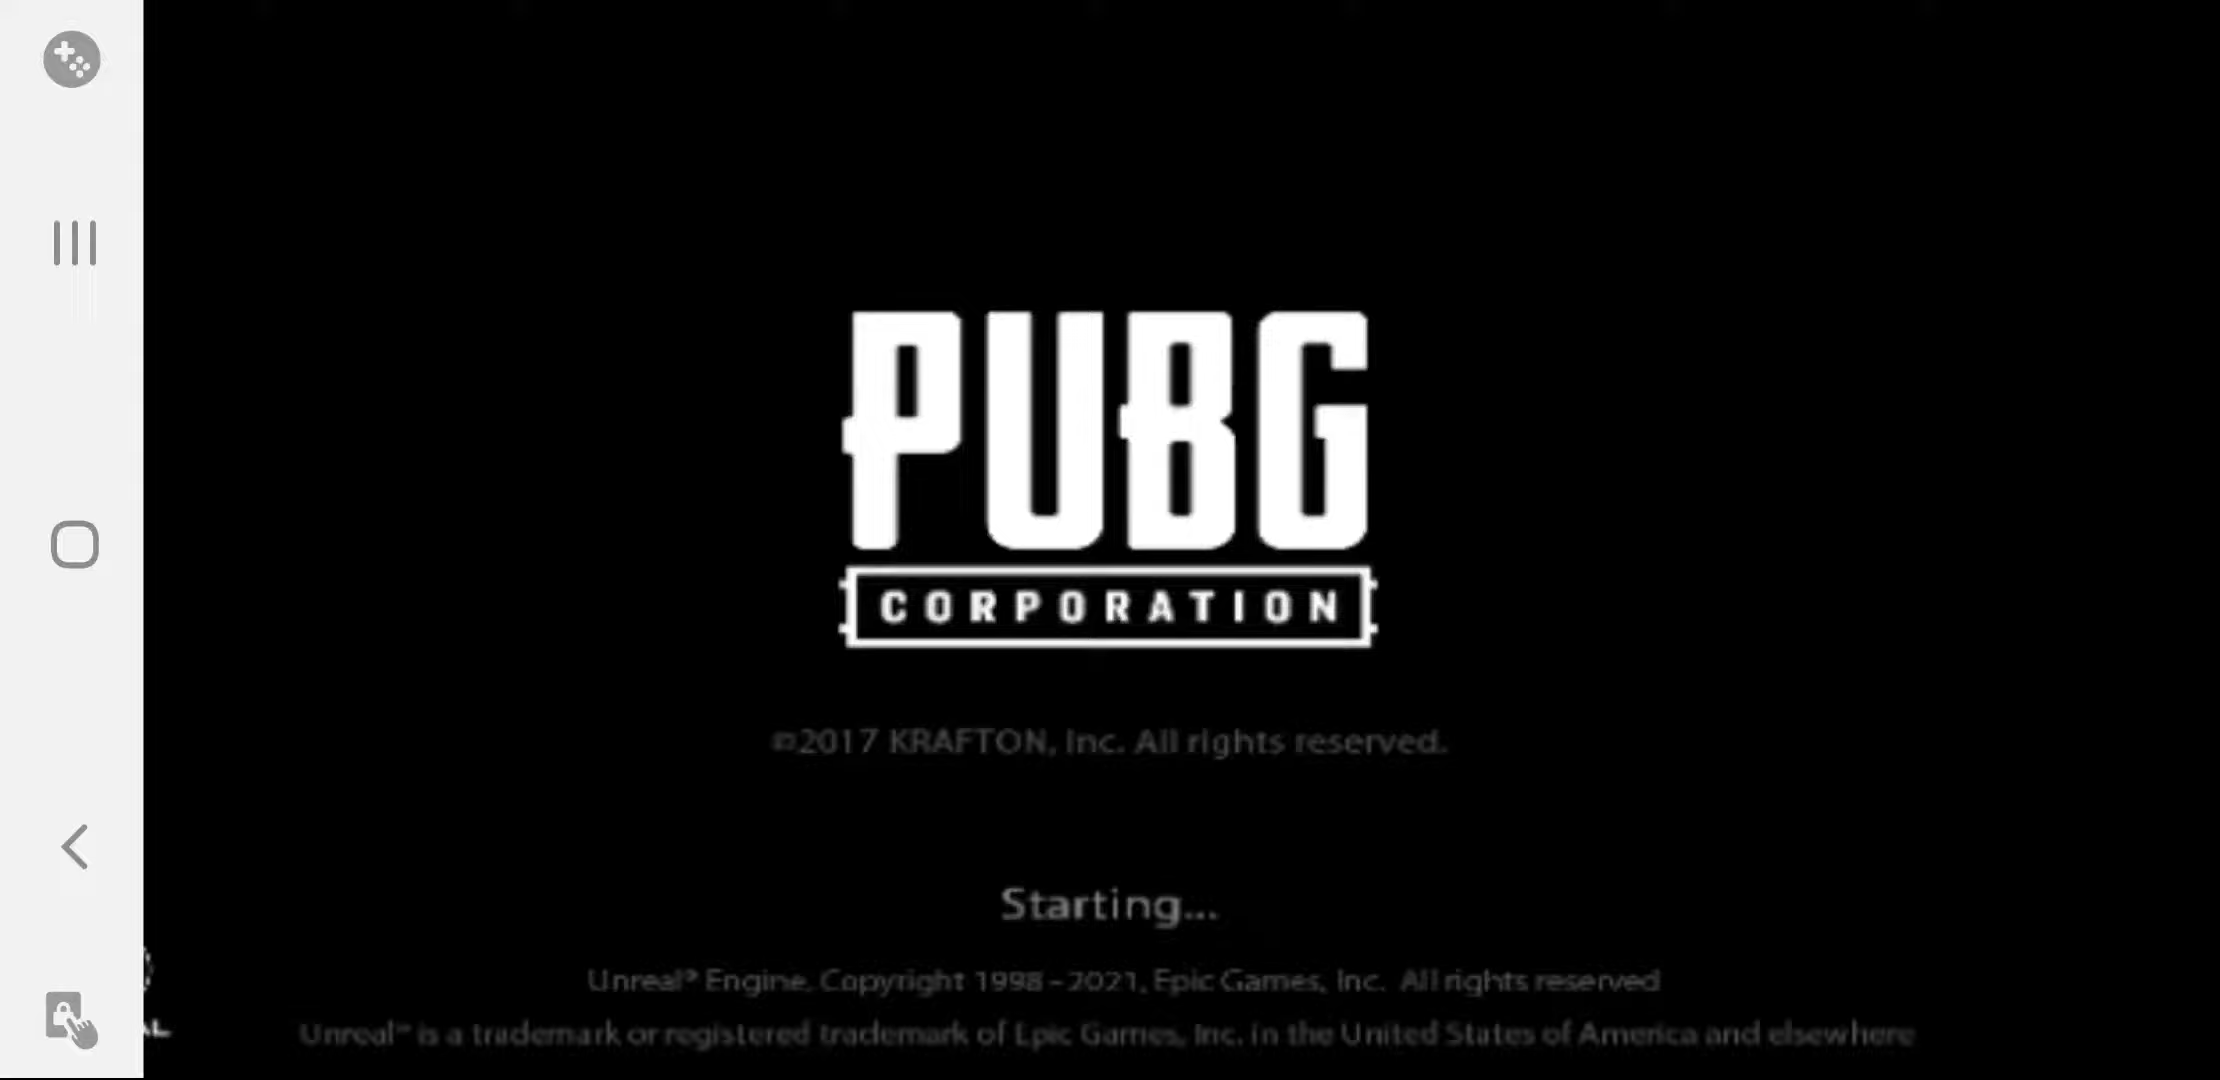 PUBG
CORPORATION
©2017 KRAFTON, Inc. All rights reserved.
Starting...
Unreal® Engine, Copyright 1998-2021, Epic Games, Inc. All rights reserved
Unreal™ is a trademark or registered trademark of Epic Games, Inc. in the United States of America and elsewhere